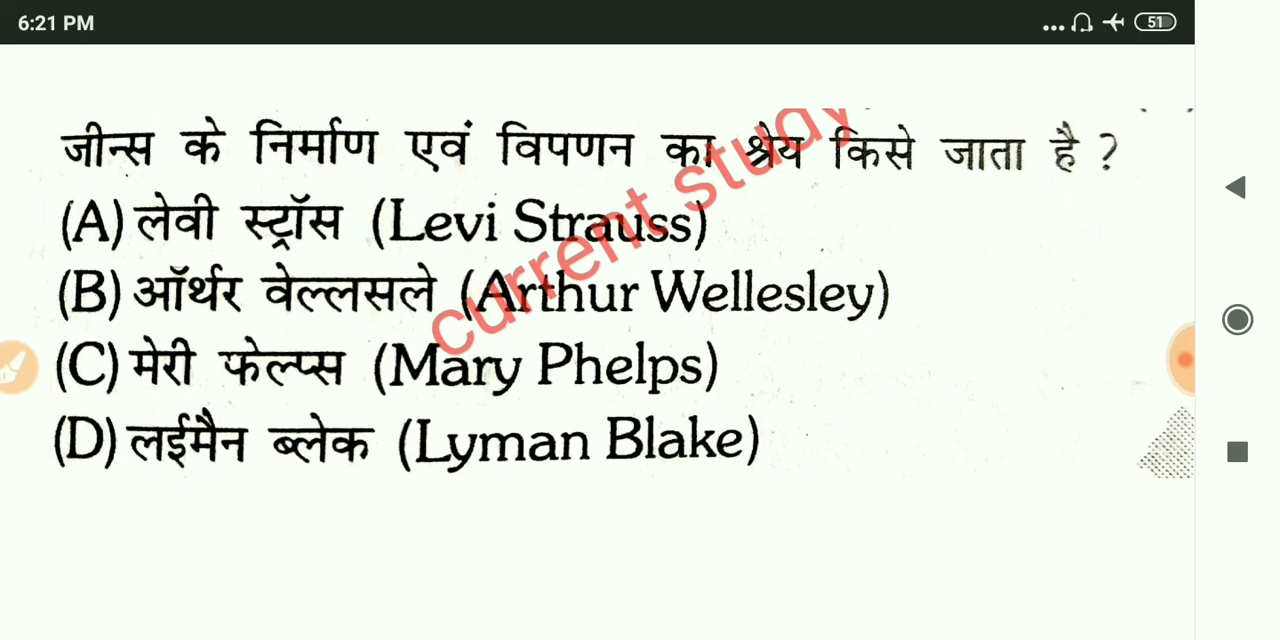 6:21 PM
51
जीन्स के निर्माण एवं विपणन का श्रेय किसे जाता है ?
(A) लेवी स्ट्रॉस (Levi Strauss)
(B) ऑर्थर वेल्लसले (Arthur Wellesley)
(C) मेरी फेल्प्स (Mary Phelps)
(D) लईमैन ब्लेक (Lyman Blake)
current study